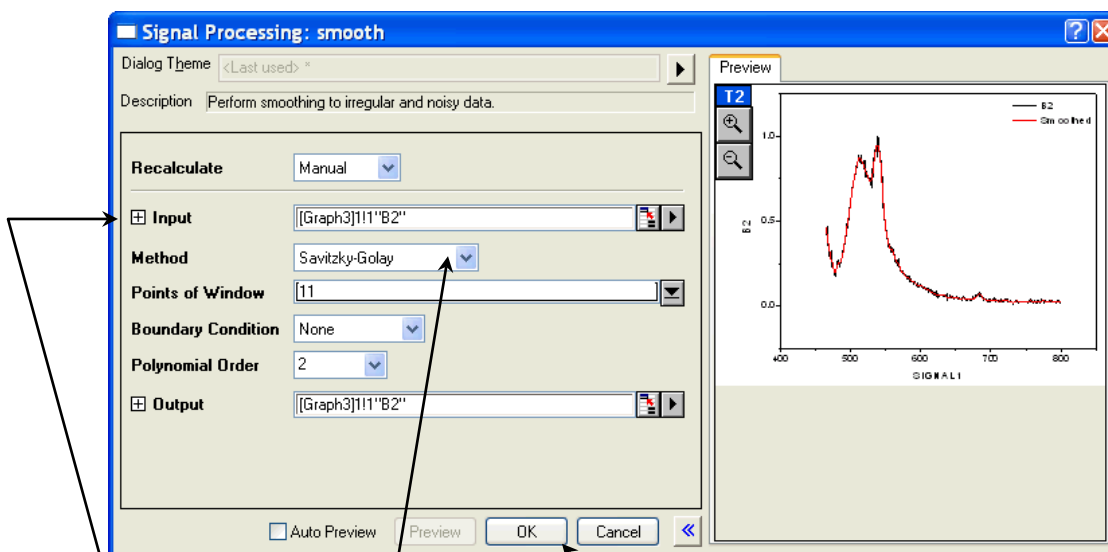 Signal Processing: smooth
Dialog Theme <Last used> *
Description Perform smoothing to irregular and noisy data.
Recalculate Manual
Input [Graph3]1!1"B2"
Method Savitzky-Golay
Points of Window 11
Boundary Condition None
Polynomial Order 2
Output [Graph3]1!1"B2"
Auto Preview Preview OK Cancel
Preview
T2
B2
Smoothed
1.0
0.5
0.0
B2
400 500 600 700 800
SIGNAL1